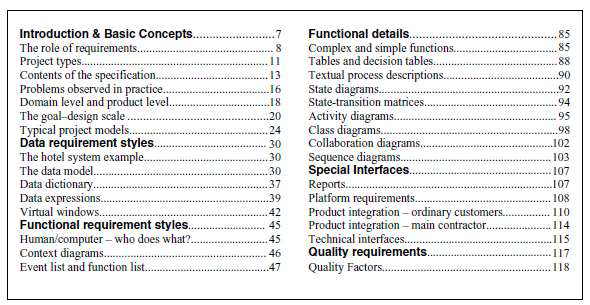 Introduction & Basic Concepts..........................7
The role of requirements.............................................. 8
Project types................................................................11
Contents of the specification........................................13
Problems observed in practice.....................................16
Domain level and product level...................................18
The goal–design scale .................................................20
Typical project models.................................................24
Data requirement styles.................................... 30
The hotel system example............................................30
The data model.............................................................30
Data dictionary.............................................................37
Data expressions...........................................................39
Virtual windows...........................................................42
Functional requirement styles......................... 45
Human/computer – who does what?............................45
Context diagrams......................................................... 46
Event list and function list...........................................47
Functional details................................................85
Complex and simple functions.....................................85
Tables and decision tables............................................88
Textual process descriptions........................................90
State diagrams..............................................................92
State-transition matrices.............................................. 94
Activity diagrams.........................................................95
Class diagrams.............................................................98
Collaboration diagrams..............................................102
Sequence diagrams.................................................... 103
Special Interfaces..............................................107
Reports.......................................................................107
Platform requirements................................................108
Product integration – ordinary customers.................. 110
Product integration – main contractor........................114
Technical interfaces....................................................115
Quality requirements.........................................117
Quality Factors...........................................................118